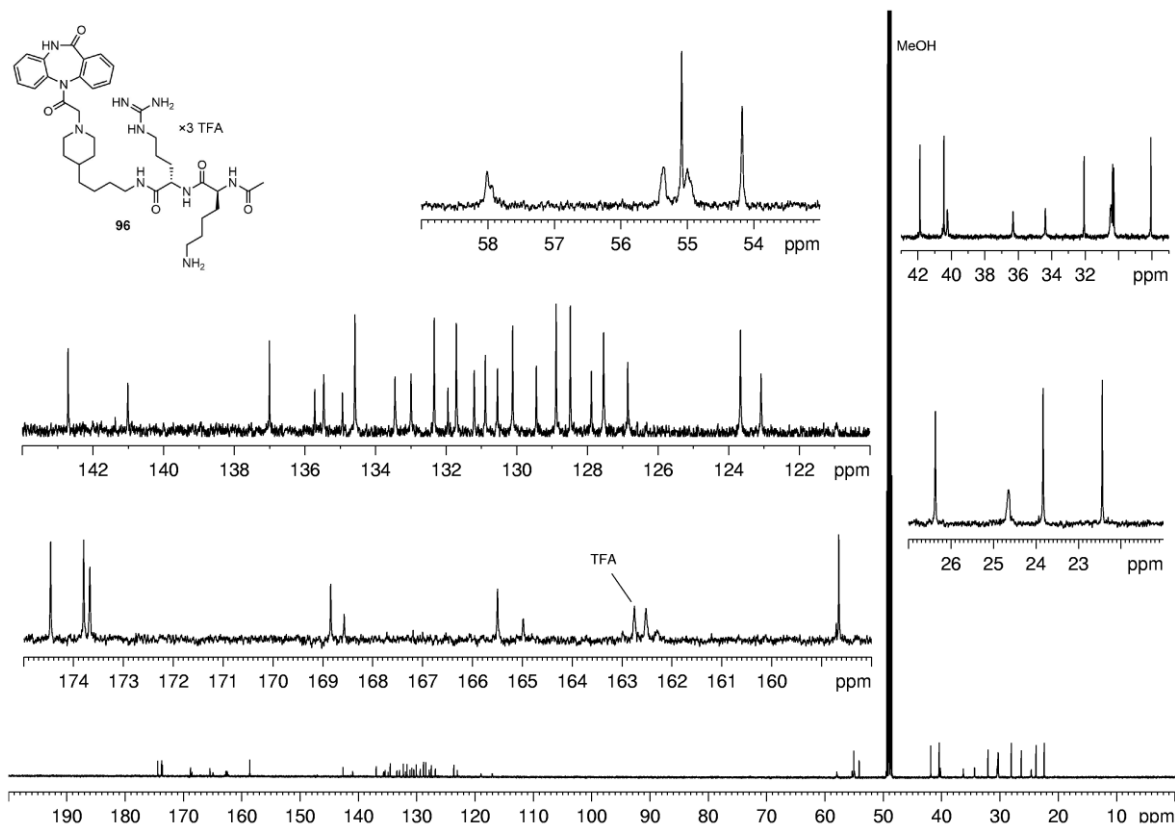 HN
O
N
O
N
HN
NH₂
HN
×3 TFA
H
N
O
N
H
O
H
N
O
NH₂
96
MeOH
58 57 56 55 54 ppm
42 40 38 36 34 32 ppm
142 140 138 136 134 132 130 128 126 124 122 ppm
26 25 24 23 ppm
TFA
174 173 172 171 170 169 168 167 166 165 164 163 162 161 160 ppm
190 180 170 160 150 140 130 120 110 100 90 80 70 60 50 40 30 20 10 ppm